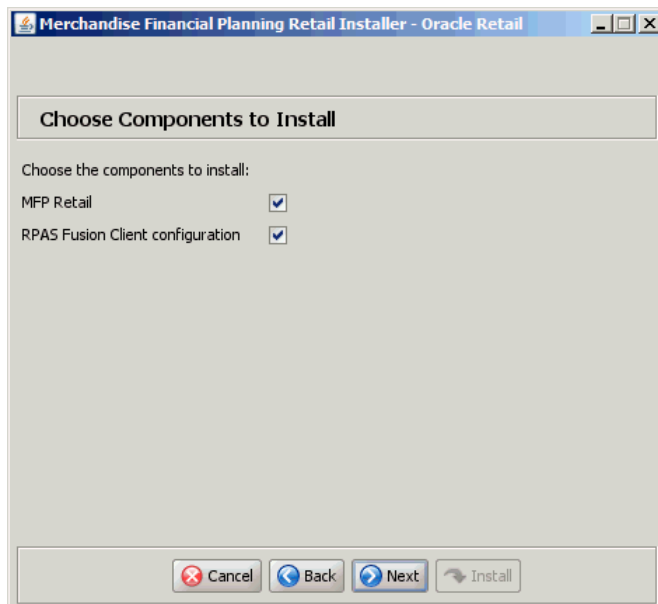 Merchandise Financial Planning Retail Installer - Oracle Retail
Choose Components to Install
Choose the components to install:
MFP Retail
RPAS Fusion Client configuration
Cancel Back Next Install